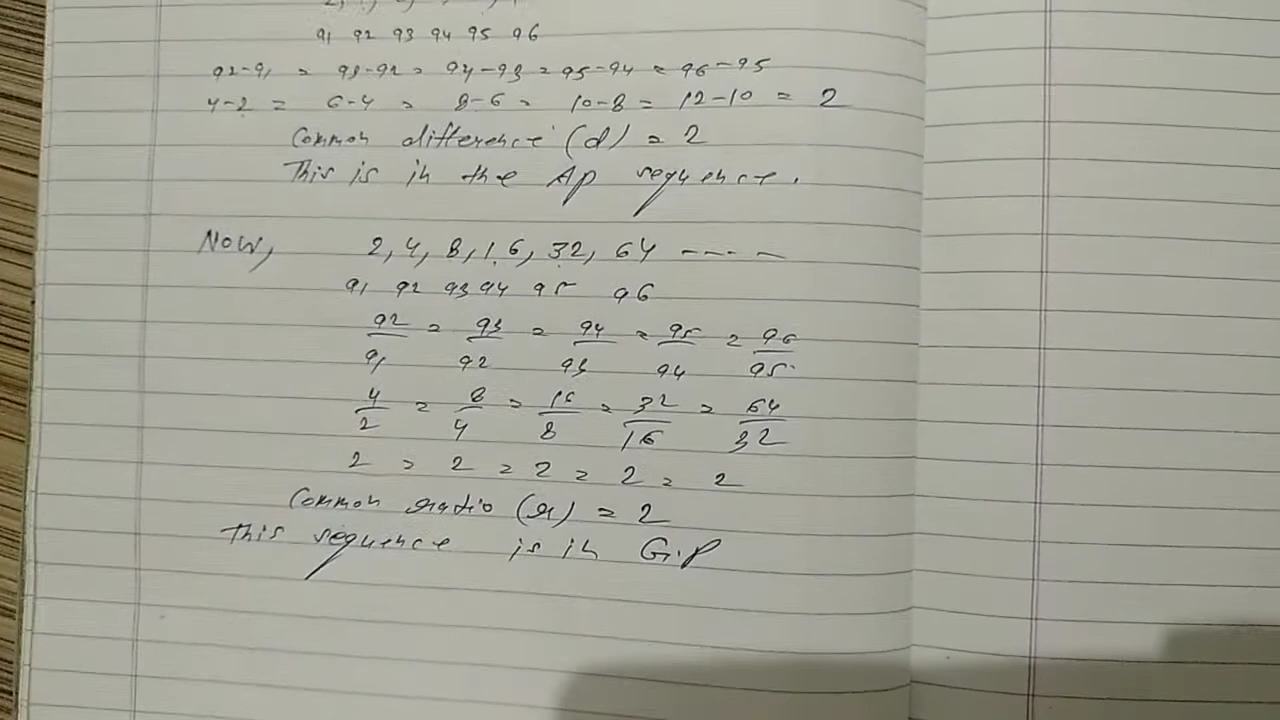 a1 a2 a3 a4 a5 a6
a2-a1 = a3-a2 = a4-a3 = a5-a4 = a6-a5
4-2 = 6-4 = 8-6 = 10-8 = 12-10 = 2
Common difference (d) = 2
This is in the AP sequence.
Now, 2, 4, 8, 16, 32, 64 ----
a1 a2 a3 a4 a5 a6
a2/a1 = a3/a2 = a4/a3 = a5/a4 = a6/a5
4/2 = 8/4 = 16/8 = 32/16 = 64/32
2 = 2 = 2 = 2 = 2
Common ratio (r) = 2
This sequence is in G.P